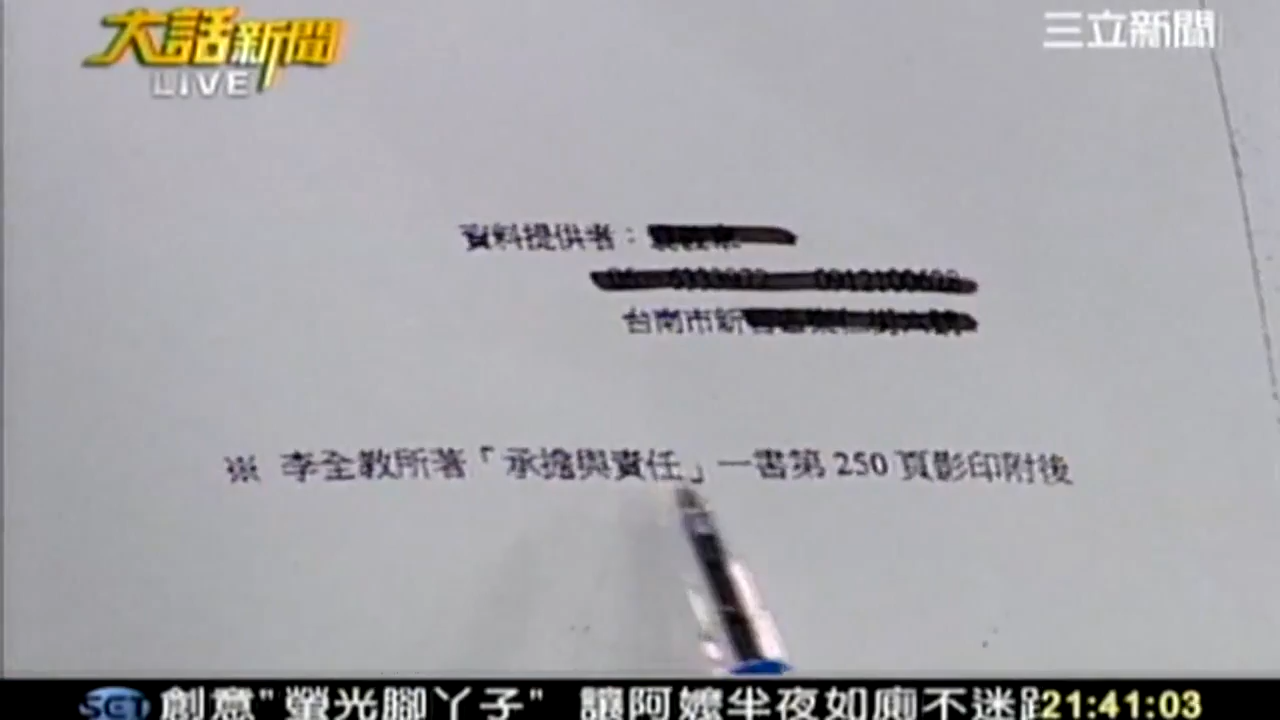 大話新聞
三立新聞
LIVE
資料提供者：
台南市新
※ 李全教所著「承擔與責任」一書第 250 頁影印附後
SET 創意"螢光腳丫子" 讓阿嬤半夜如廁不迷
21:41:03